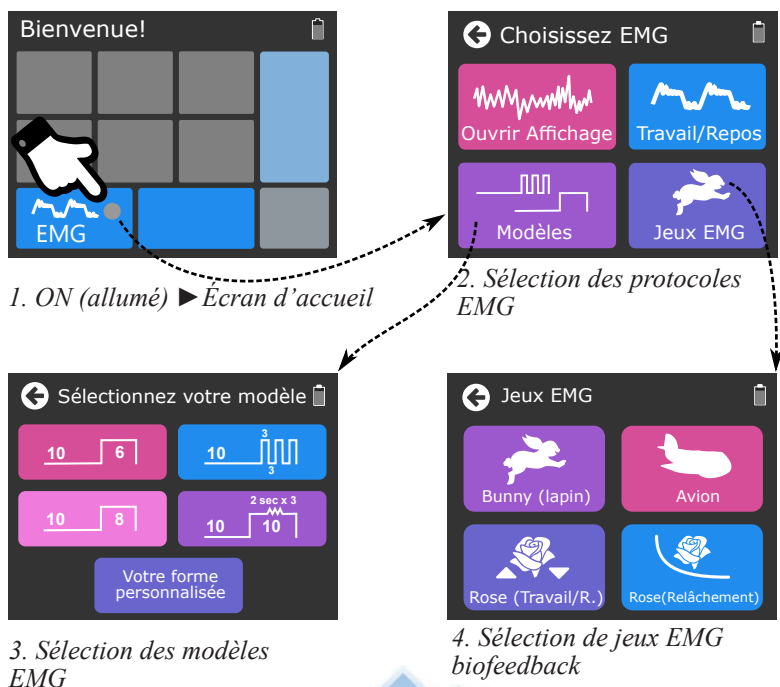 Bienvenue!
EMG
1. ON (allumé) ►Écran d'accueil
Choisissez EMG
Ouvrir Affichage
Travail/Repos
Modèles
Jeux EMG
2. Sélection des protocoles
EMG
Sélectionnez votre modèle
10 6
10 3 3
10 8
2 sec x 3
10 10
Votre forme
personnalisée
3. Sélection des modèles
EMG
Jeux EMG
Bunny (lapin)
Avion
Rose (Travail/R.)
Rose(Relâchement)
4. Sélection de jeux EMG
biofeedback